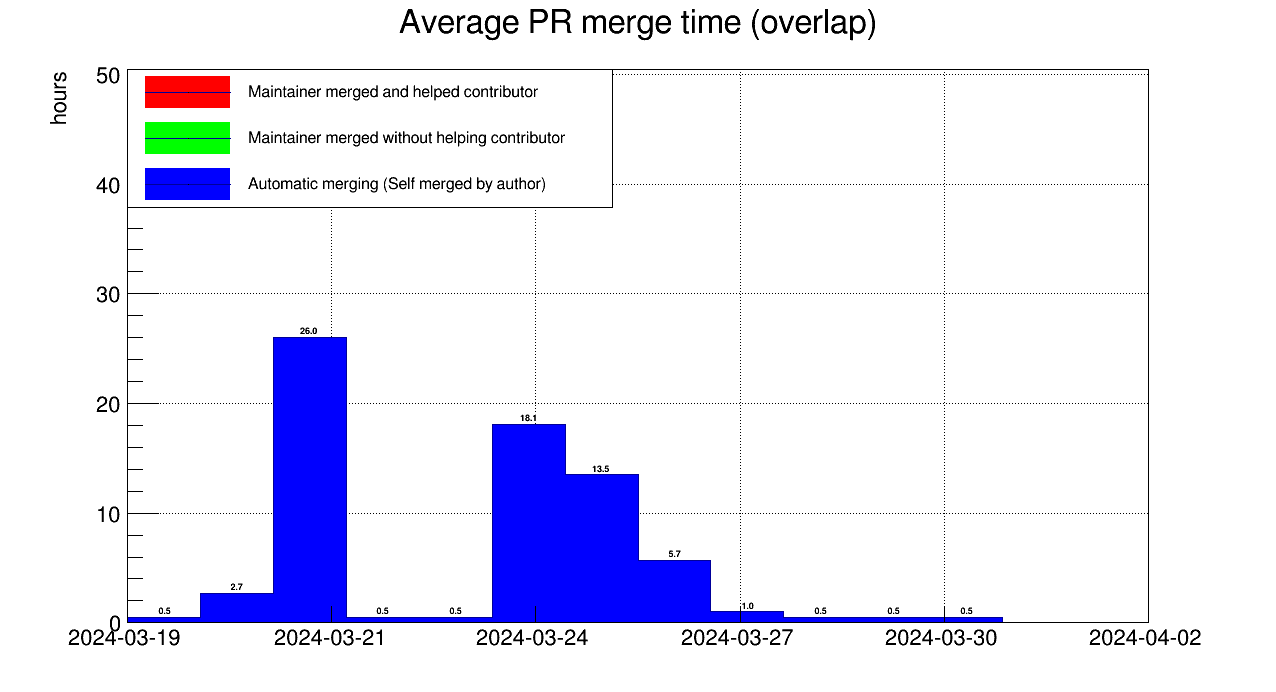 Average PR merge time (overlap)
hours
50
40
30
20
10
0
Maintainer merged and helped contributor
Maintainer merged without helping contributor
Automatic merging (Self merged by author)
0.5 2.7 26.0 0.5 0.5 18.1 13.5 5.7 1.0 0.5 0.5 0.5
2024-03-19 2024-03-21 2024-03-24 2024-03-27 2024-03-30 2024-04-02